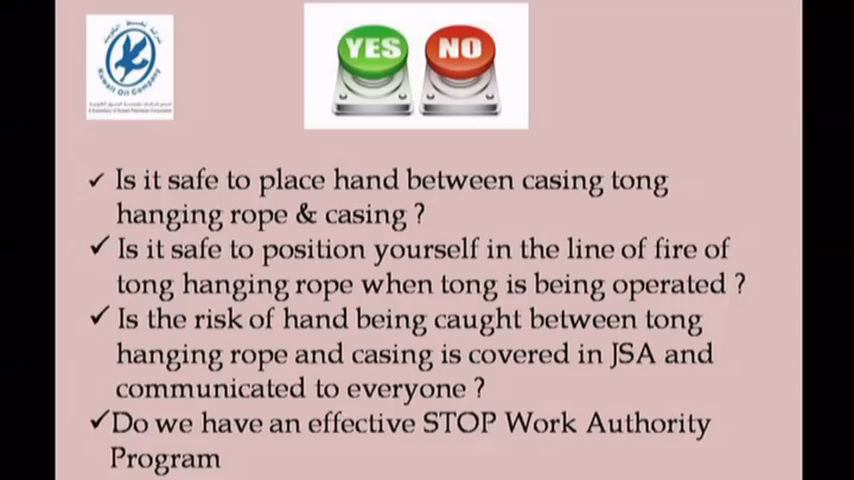 YES NO
Kuwait Oil Company
Is it safe to place hand between casing tong
hanging rope & casing ?
Is it safe to position yourself in the line of fire of
tong hanging rope when tong is being operated ?
Is the risk of hand being caught between tong
hanging rope and casing is covered in JSA and
communicated to everyone ?
Do we have an effective STOP Work Authority
Program